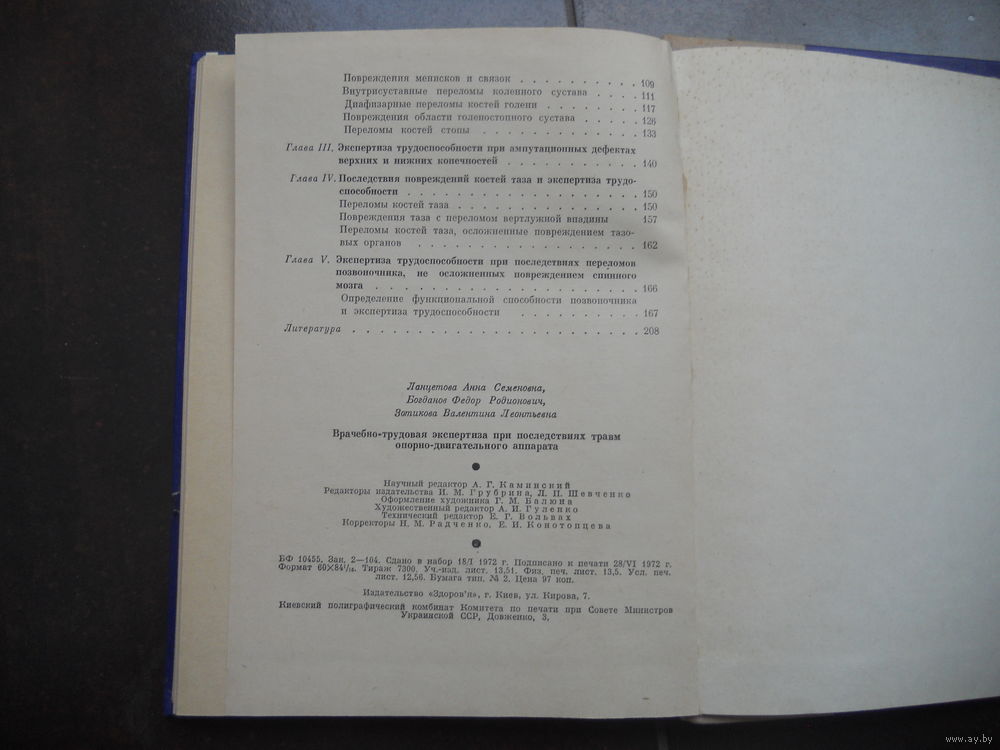 Повреждения менисков и связок . . . . . . . . . . 109
Внутрисуставные переломы коленного сустава . . . . 111
Диафизарные переломы костей голени . . . . . . . . 117
Повреждения области голеностопного сустава . . . . . 126
Переломы костей стопы . . . . . . . . . . . . 133
Глава III. Экспертиза трудоспособности при ампутационных дефектах
верхних и нижних конечностей . . . . . . . . . . 140
Глава IV. Последствия повреждений костей таза и экспертиза трудо-
способности . . . . . . . . . . . . . . . . . . 150
Переломы костей таза . . . . . . . . . . . . . . 150
Повреждения таза с переломом вертлужной впадины 157
Переломы костей таза, осложненные повреждением тазо-
вых органов . . . . . . . . . . . . . . . . . 162
Глава V. Экспертиза трудоспособности при последствиях переломов
позвоночника, не осложненных повреждением спинного
мозга . . . . . . . . . . . . . . . . . . . . 166
Определение функциональной способности позвоночника
и экспертиза трудоспособности . . . . . . . . . 167
Литература . . . . . . . . . . . . . . . . . . . . . . 208
Ланцетова Анна Семеновна,
Богданов Федор Родионович,
Зотикова Валентина Леонтьевна
Врачебно-трудовая экспертиза при последствиях травм
опорно-двигательного аппарата
Научный редактор А. Г. Каминский
Редакторы издательства И. М. Грубрина, Л. П. Шевченко
Оформление художника Г. М. Балюна
Художественный редактор А. И. Гуленко
Технический редактор Е. Г. Вольвах
Корректоры Н. М. Радченко, Е. И. Конотопцева
БФ 10455. Зак. 2—104. Сдано в набор 18/I 1972 г. Подписано к печати 28/VI 1972 г.
Формат 60×84¹/₁₆. Тираж 7300. Уч.-изд. лист. 13,51. Физ. печ. лист. 13,5. Усл. печ.
лист. 12,56. Бумага тип. № 2. Цена 97 коп.
Издательство «Здоров'я», г. Киев, ул. Кирова, 7.
Киевский полиграфический комбинат Комитета по печати при Совете Министров
Украинской ССР, Довженко, 3.
www.ay.by